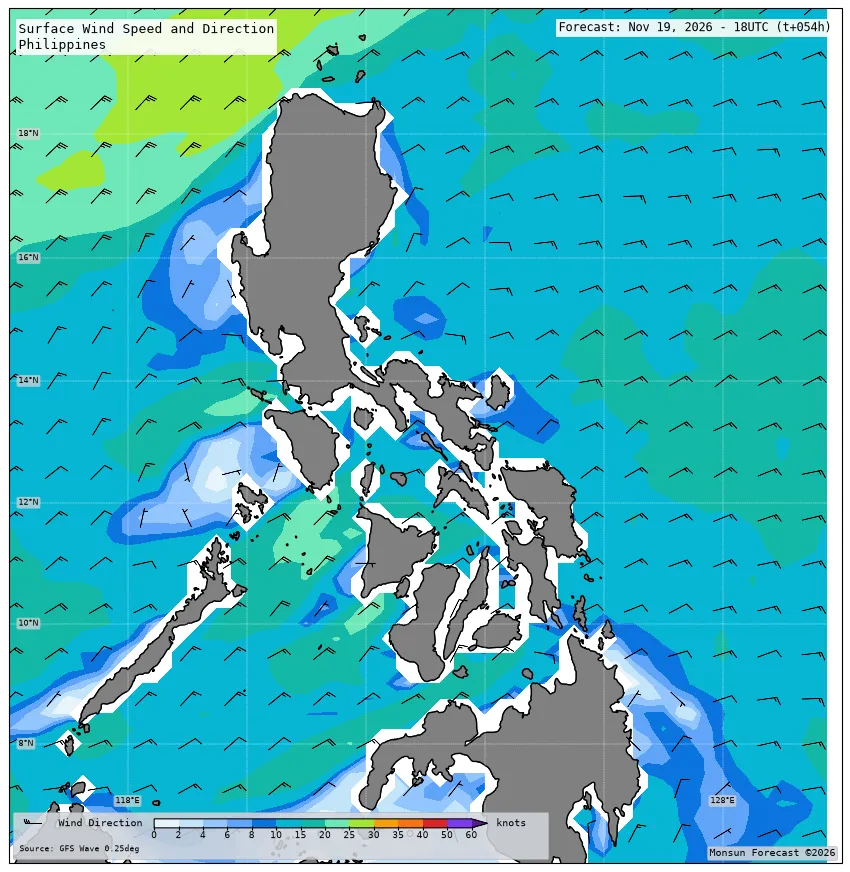 Surface Wind Speed and Direction
Philippines
Forecast: Nov 19, 2026 - 18UTC (t+054h)
18°N
16°N
14°N
12°N
10°N
8°N
118°E
128°E
Wind Direction
0 2 4 6 8 10 15 20 25 30 35 40 50 60
knots
Source: GFS Wave 0.25deg
Monsun Forecast ©2026